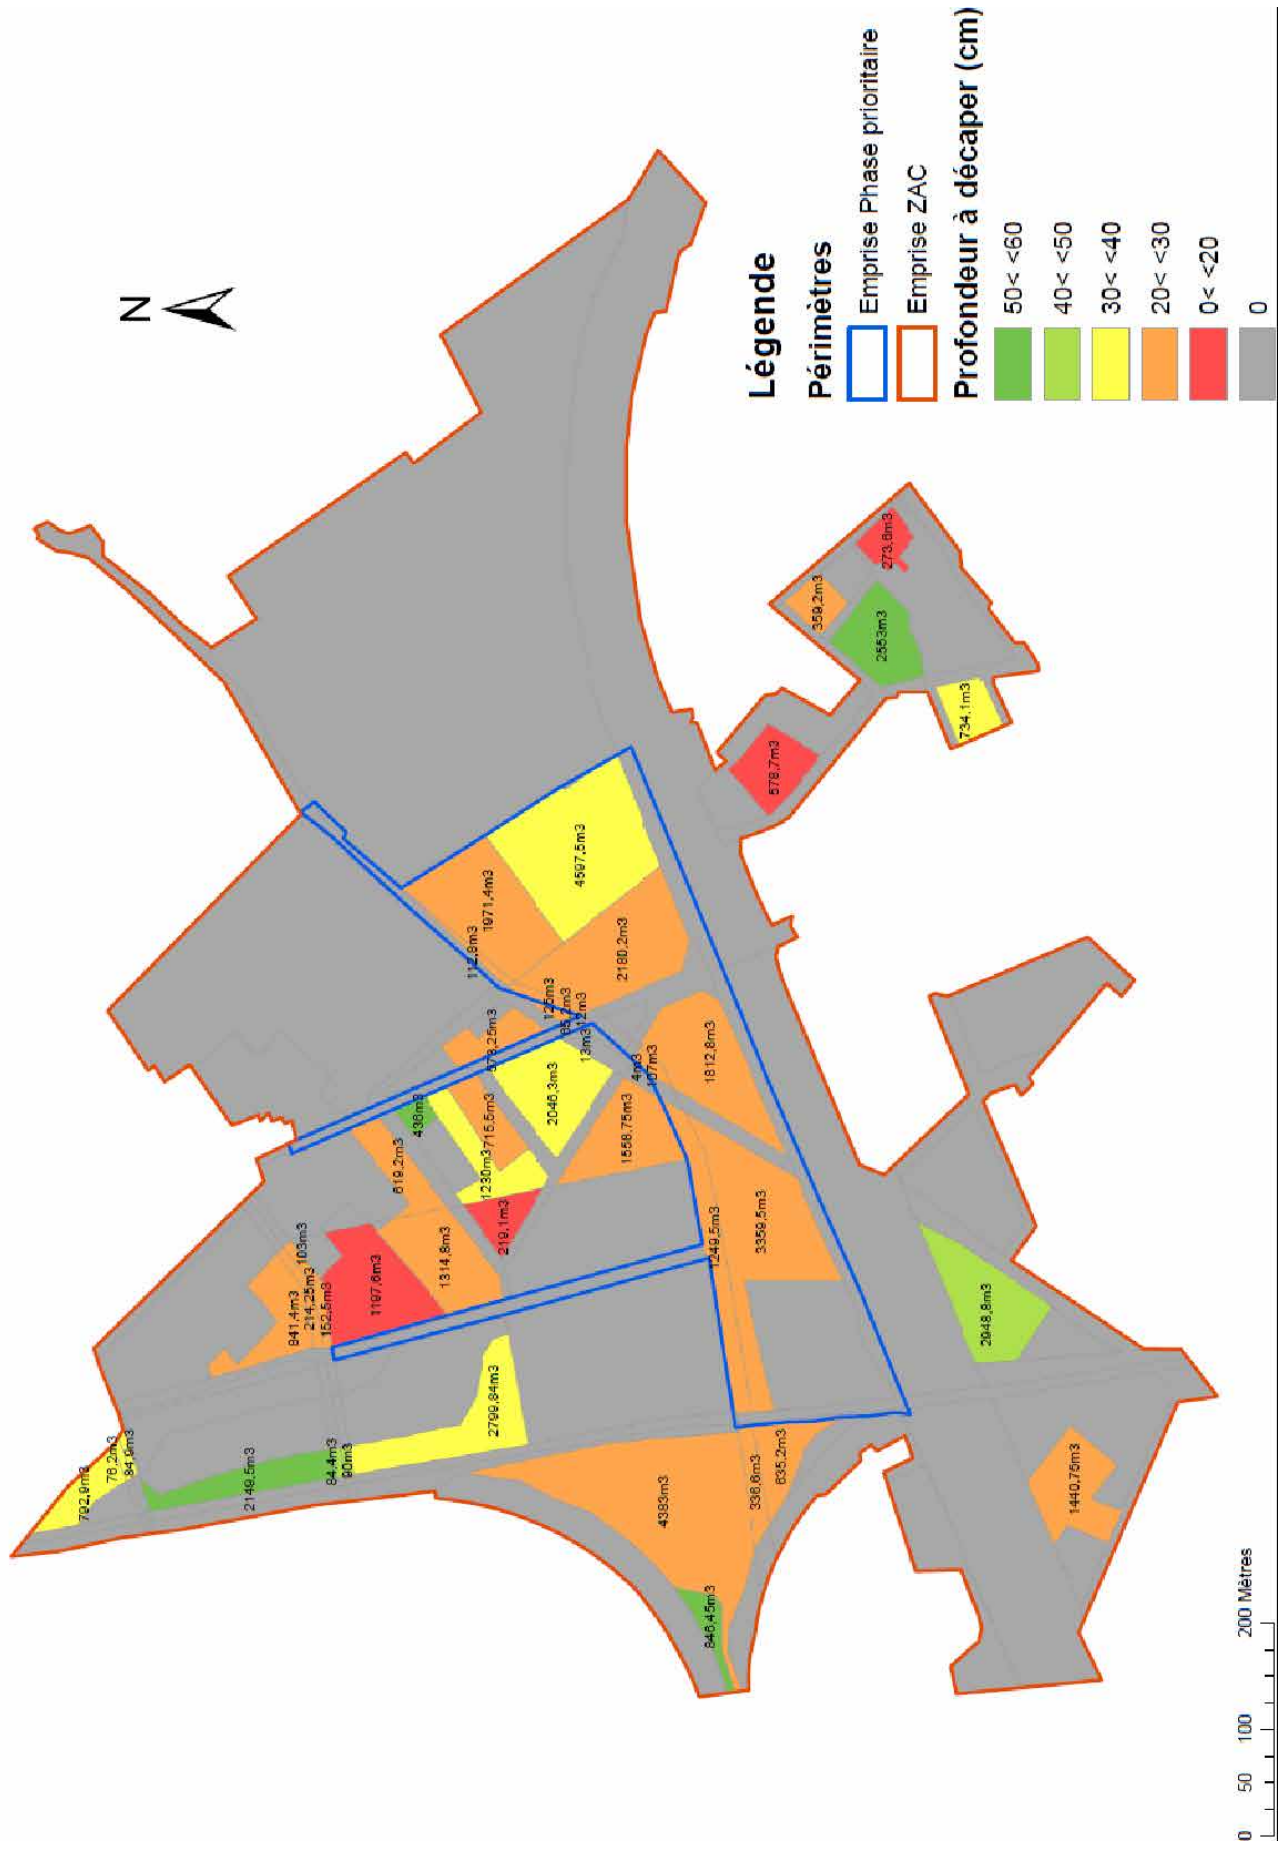 N
Légende
Périmètres
Emprise Phase prioritaire
Emprise ZAC
Profondeur à décaper (cm)
50< <60
40< <50
30< <40
20< <30
0< <20
0
0 50 100 200 Mètres
792,9m3
76,2m3
84,9m3
2149,5m3
84,4m3
90m3
2799,84m3
841,4m3
214,25m3
152,5m3
103m3
1197,6m3
1314,8m3
619,2m3
436m3
1230m3
715,5m3
219,1m3
2046,3m3
125m3
13m3
12m3
4m3
107m3
112,8m3
1971,4m3
4597,5m3
2180,2m3
1812,8m3
1558,75m3
1249,5m3
3359,5m3
4383m3
336,6m3
635,2m3
846,45m3
2948,8m3
1440,75m3
578,7m3
734,1m3
2553m3
359,2m3
273,6m3